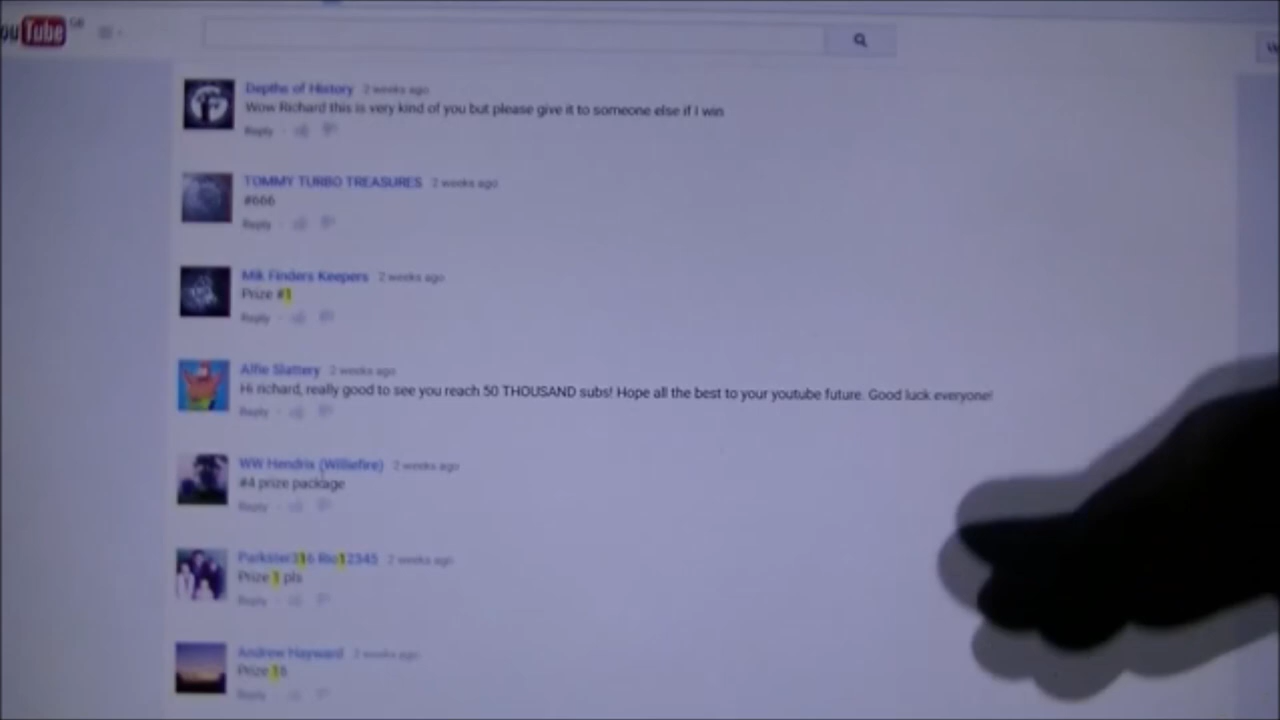 ouTube GB
Depths of History 2 weeks ago
Wow Richard this is very kind of you but please give it to someone else if I win
Reply
TOMMY TURBO TREASURES 2 weeks ago
#666
Reply
Mik Finders Keepers 2 weeks ago
Prize #1
Reply
Alfie Slattery 2 weeks ago
Hi richard, really good to see you reach 50 THOUSAND subs! Hope all the best to your youtube future. Good luck everyone!
Reply
WW Hendrix (Williefire) 2 weeks ago
#4 prize package
Reply
2 weeks ago
Prize 1 pls
Reply
Andrew Hayward 2 weeks ago
Prize 16
Reply